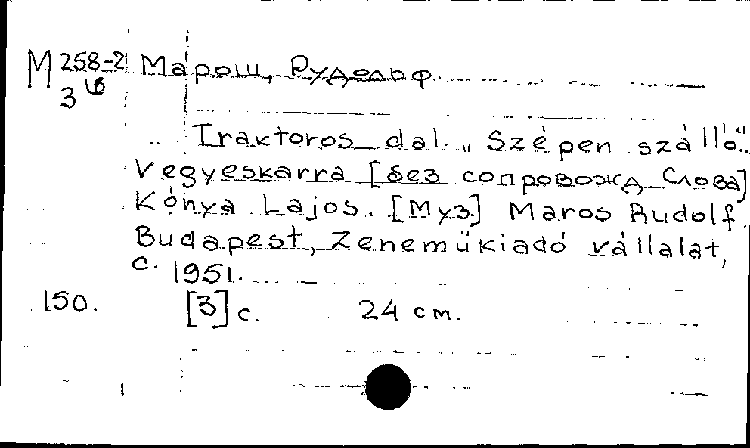 М 258-2 Марош, Рудольф.
3
Traktoros dal. „Szépen szálló"..
Vegyeskarra [без сопровожд. Слова]
Kónya Lajos. [Муз.] Maros Rudolf.
Budapest, Zeneműkiadó vállalat,
c. 1951.
150. [3] с. 24 cm.